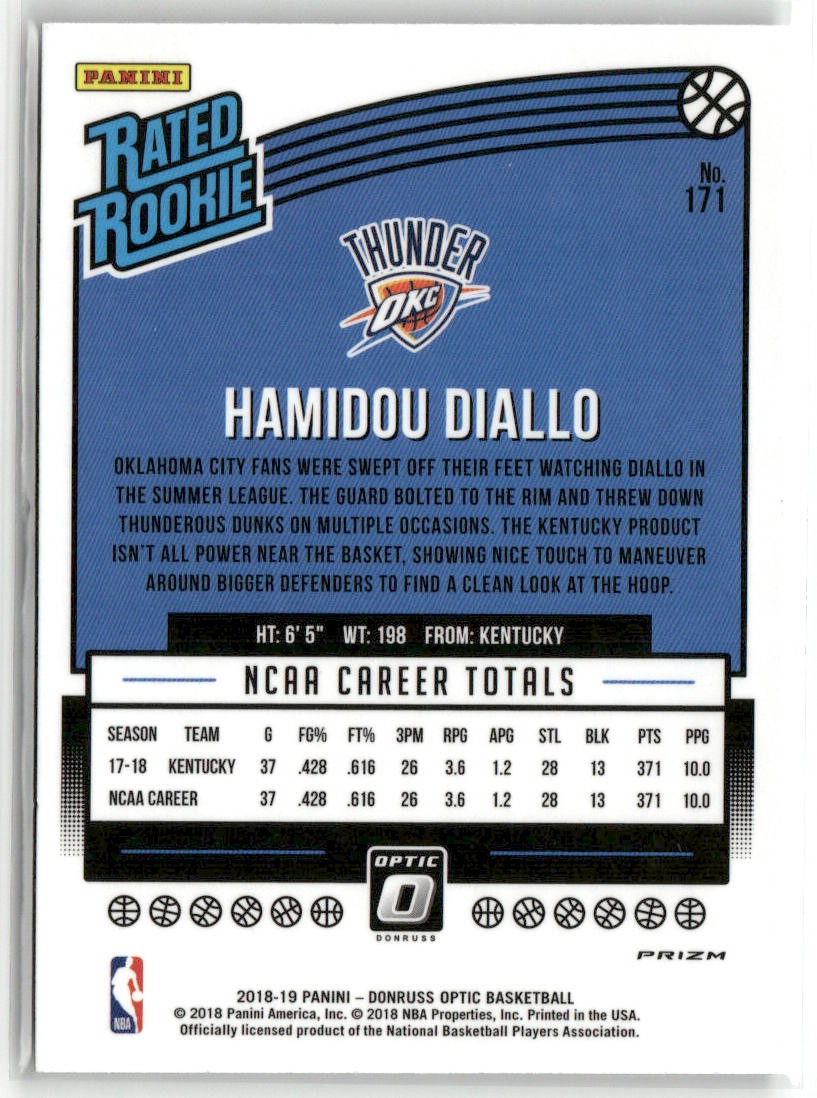 PANINI
RATED
ROOKIE
No.
171
THUNDER
OKC
HAMIDOU DIALLO
OKLAHOMA CITY FANS WERE SWEPT OFF THEIR FEET WATCHING DIALLO IN
THE SUMMER LEAGUE. THE GUARD BOLTED TO THE RIM AND THREW DOWN
THUNDEROUS DUNKS ON MULTIPLE OCCASIONS. THE KENTUCKY PRODUCT
ISN'T ALL POWER NEAR THE BASKET, SHOWING NICE TOUCH TO MANEUVER
AROUND BIGGER DEFENDERS TO FIND A CLEAN LOOK AT THE HOOP.
HT: 6' 5" WT: 198 FROM: KENTUCKY
NCAA CAREER TOTALS
SEASON TEAM G FG% FT% 3PM RPG APG STL BLK PTS PPG
17-18 KENTUCKY 37 .428 .616 26 3.6 1.2 28 13 371 10.0
NCAA CAREER 37 .428 .616 26 3.6 1.2 28 13 371 10.0
OPTIC
O
DONRUSS
PRIZM
NBA
2018-19 PANINI – DONRUSS OPTIC BASKETBALL
© 2018 Panini America, Inc. © 2018 NBA Properties, Inc. Printed in the USA.
Officially licensed product of the National Basketball Players Association.